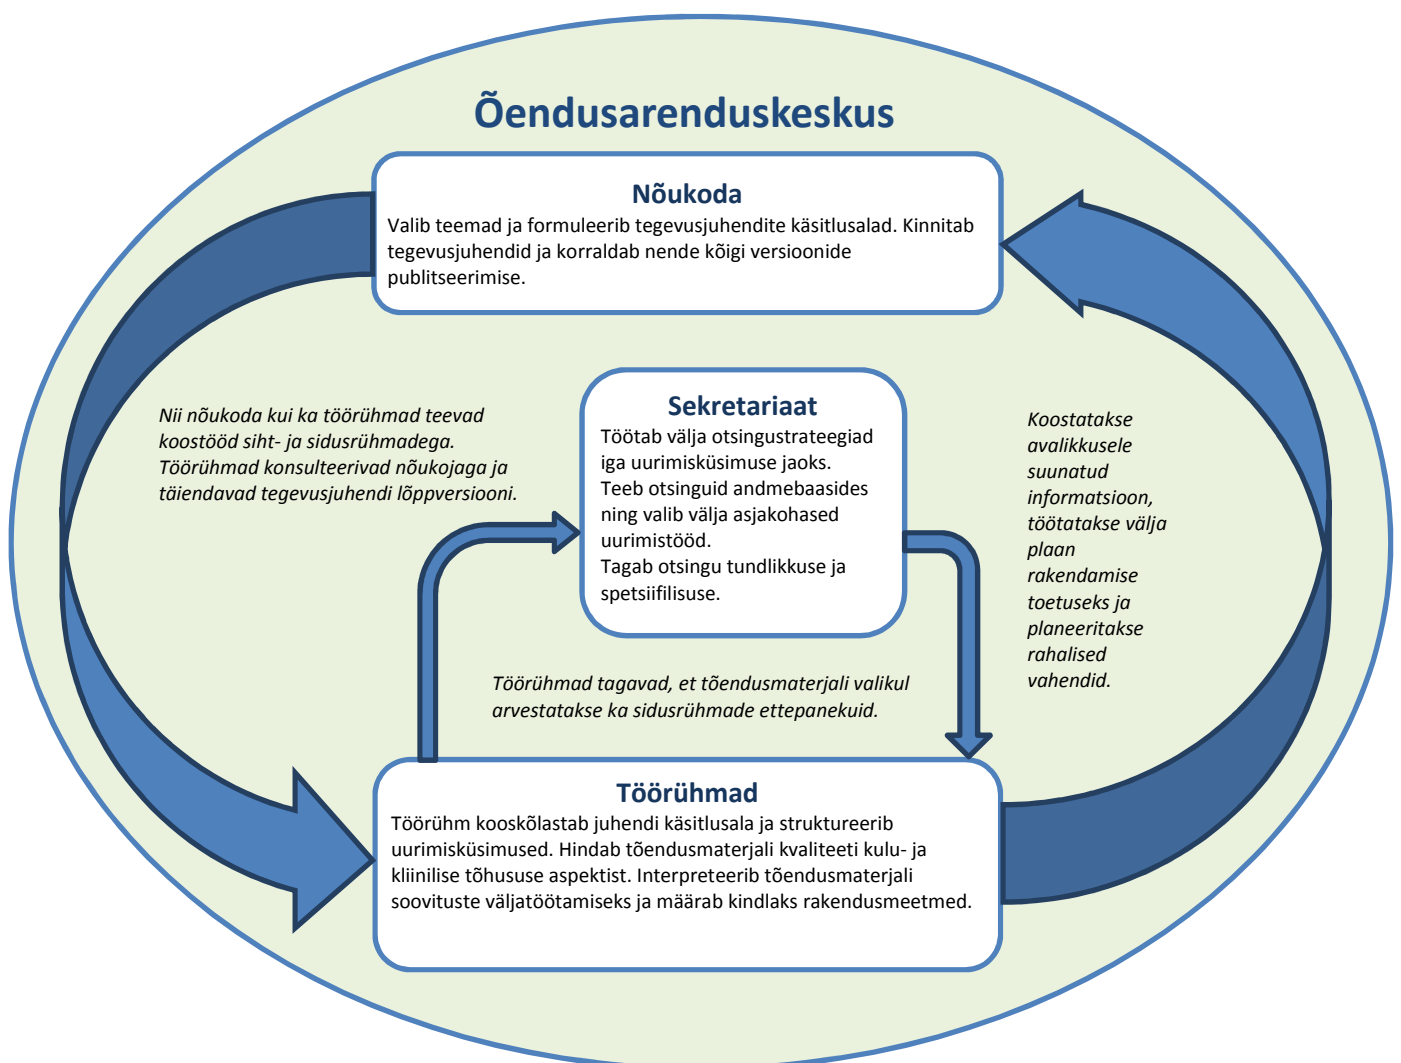 Õendusarenduskeskus
Nõukoda
Valib teemad ja formuleerib tegevusjuhendite käsitlusalad. Kinnitab
tegevusjuhendid ja korraldab nende kõigi versioonide
publitseerimise.
Nii nõukoda kui ka töörühmad teevad
koostööd siht- ja sidusrühmadega.
Töörühmad konsulteerivad nõukojaga ja
täiendavad tegevusjuhendi lõppversiooni.
Sekretariaat
Töötab välja otsingustrateegiad
iga uurimisküsimuse jaoks.
Teeb otsinguid andmebaasides
ning valib välja asjakohased
uurimistööd.
Tagab otsingu tundlikkuse ja
spetsiifilisuse.
Koostatakse
avalikkusele
suunatud
informatsioon,
töötatakse välja
plaan
rakendamise
toetuseks ja
planeeritakse
rahalised
vahendid.
Töörühmad tagavad, et tõendusmaterjali valikul
arvestatakse ka sidusrühmade ettepanekuid.
Töörühmad
Töörühm kooskõlastab juhendi käsitlusala ja struktureerib
uurimisküsimused. Hindab tõendusmaterjali kvaliteeti kulu- ja
kliinilise tõhususe aspektist. Interpreteerib tõendusmaterjali
soovituste väljatöötamiseks ja määrab kindlaks rakendusmeetmed.